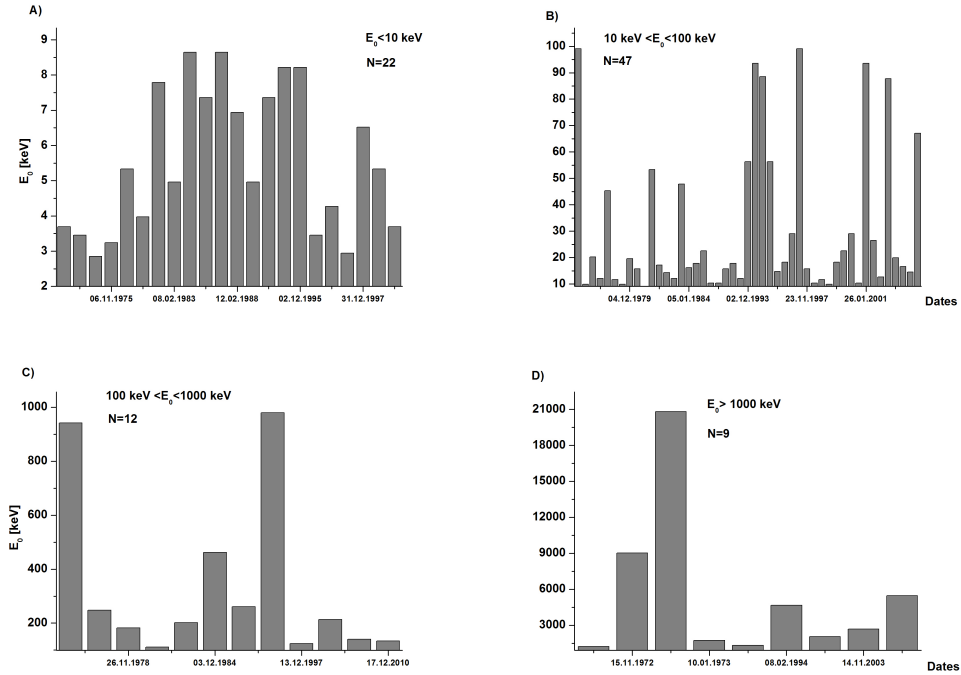 A)
E0<10 keV
N=22
9
8
7
6
5
4
3
2
E0 [keV]
06.11.1975 08.02.1983 12.02.1988 02.12.1995 31.12.1997
B)
10 keV <E0<100 keV
N=47
100
90
80
70
60
50
40
30
20
10
04.12.1979 05.01.1984 02.12.1993 23.11.1997 26.01.2001
Dates
C)
100 keV <E0<1000 keV
N=12
1000
800
600
400
200
E0 [keV]
26.11.1978 03.12.1984 13.12.1997 17.12.2010
D)
E0> 1000 keV
N=9
21000
18000
15000
12000
9000
6000
3000
15.11.1972 10.01.1973 08.02.1994 14.11.2003
Dates